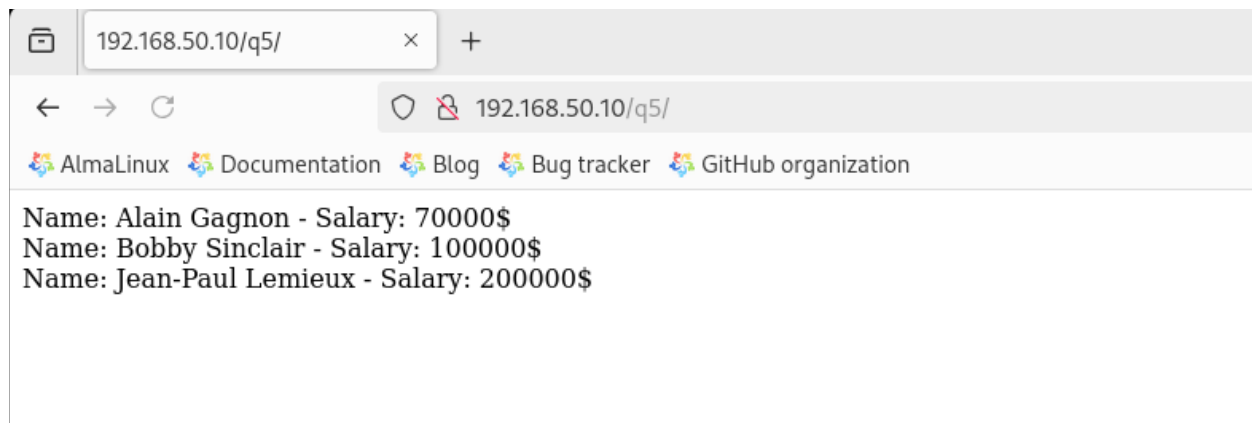 192.168.50.10/q5/
192.168.50.10/q5/
AlmaLinux Documentation Blog Bug tracker GitHub organization
Name: Alain Gagnon - Salary: 70000$
Name: Bobby Sinclair - Salary: 100000$
Name: Jean-Paul Lemieux - Salary: 200000$